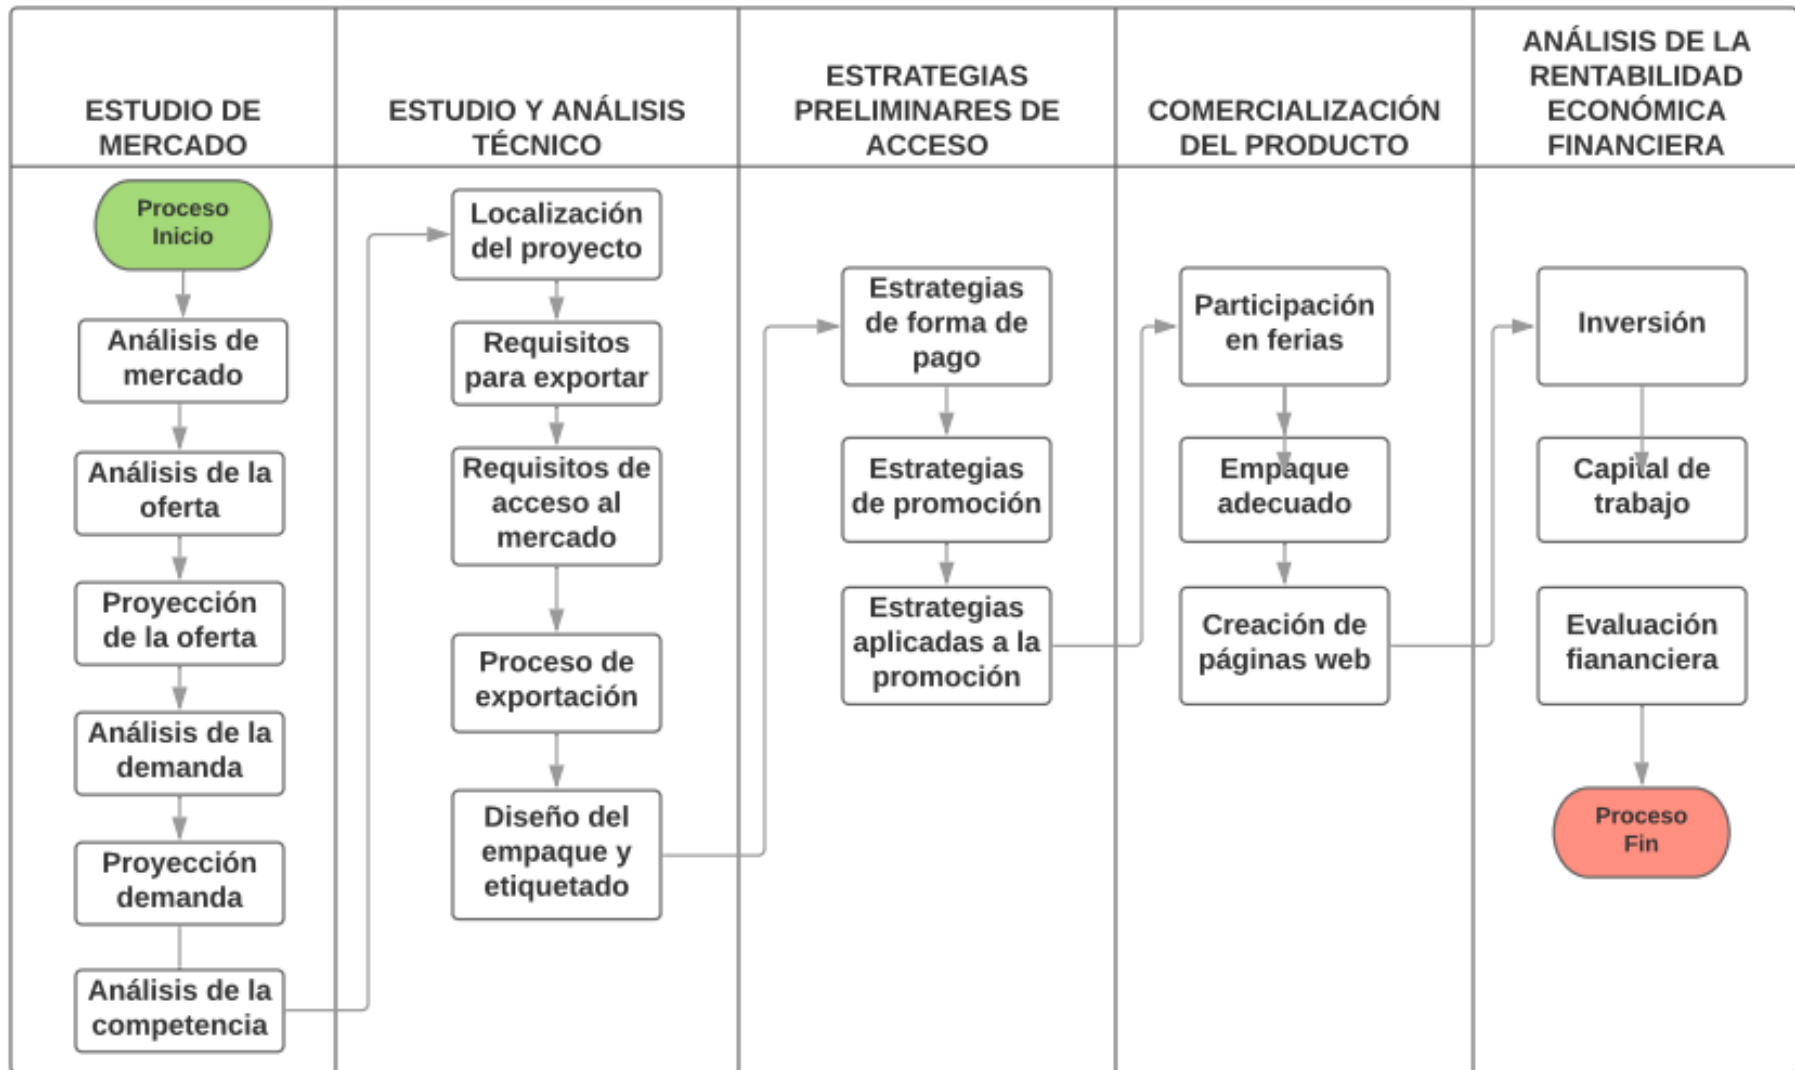 ESTUDIO DE
MERCADO
ESTUDIO Y ANÁLISIS
TÉCNICO
ESTRATEGIAS
PRELIMINARES DE
ACCESO
COMERCIALIZACIÓN
DEL PRODUCTO
ANÁLISIS DE LA
RENTABILIDAD
ECONÓMICA
FINANCIERA
Proceso
Inicio
Análisis de
mercado
Análisis de la
oferta
Proyección
de la oferta
Análisis de la
demanda
Proyección
demanda
Análisis de la
competencia
Localización
del proyecto
Requisitos
para exportar
Requisitos de
acceso al
mercado
Proceso de
exportación
Diseño del
empaque y
etiquetado
Estrategias
de forma de
pago
Estrategias
de promoción
Estrategias
aplicadas a la
promoción
Participación
en ferias
Empaque
adecuado
Creación de
páginas web
Inversión
Capital de
trabajo
Evaluación
fiananciera
Proceso
Fin